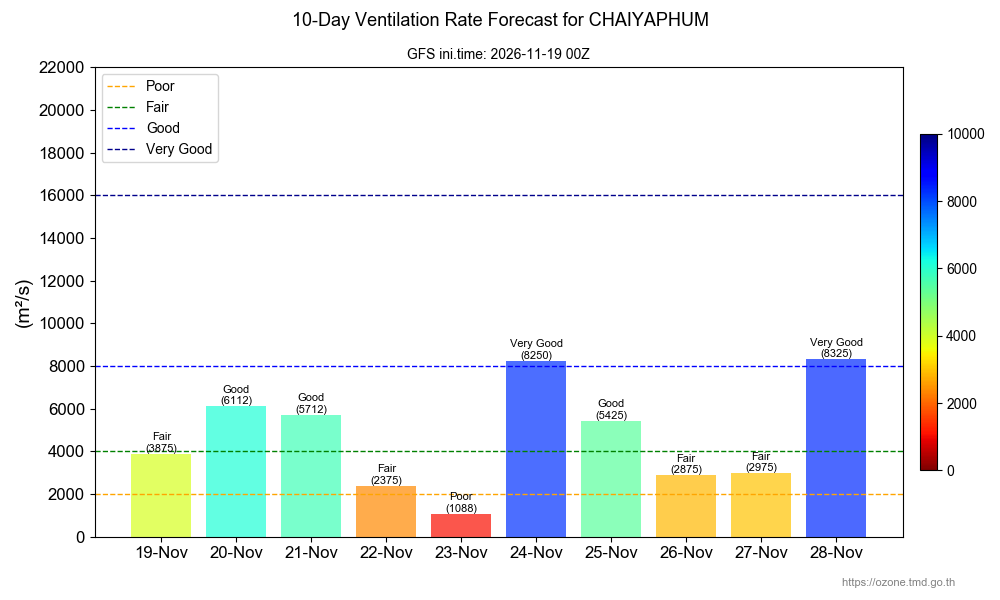 10-Day Ventilation Rate Forecast for CHAIYAPHUM
GFS ini.time: 2026-11-19 00Z
22000
20000
18000
16000
14000
12000
10000
8000
6000
4000
2000
0
(m²/s)
Poor
Fair
Good
Very Good
Fair
(3875)
Good
(6112)
Good
(5712)
Fair
(2375)
Poor
(1088)
Very Good
(8250)
Good
(5425)
Fair
(2875)
Fair
(2975)
Very Good
(8325)
19-Nov
20-Nov
21-Nov
22-Nov
23-Nov
24-Nov
25-Nov
26-Nov
27-Nov
28-Nov
10000
8000
6000
4000
2000
0
https://ozone.tmd.go.th